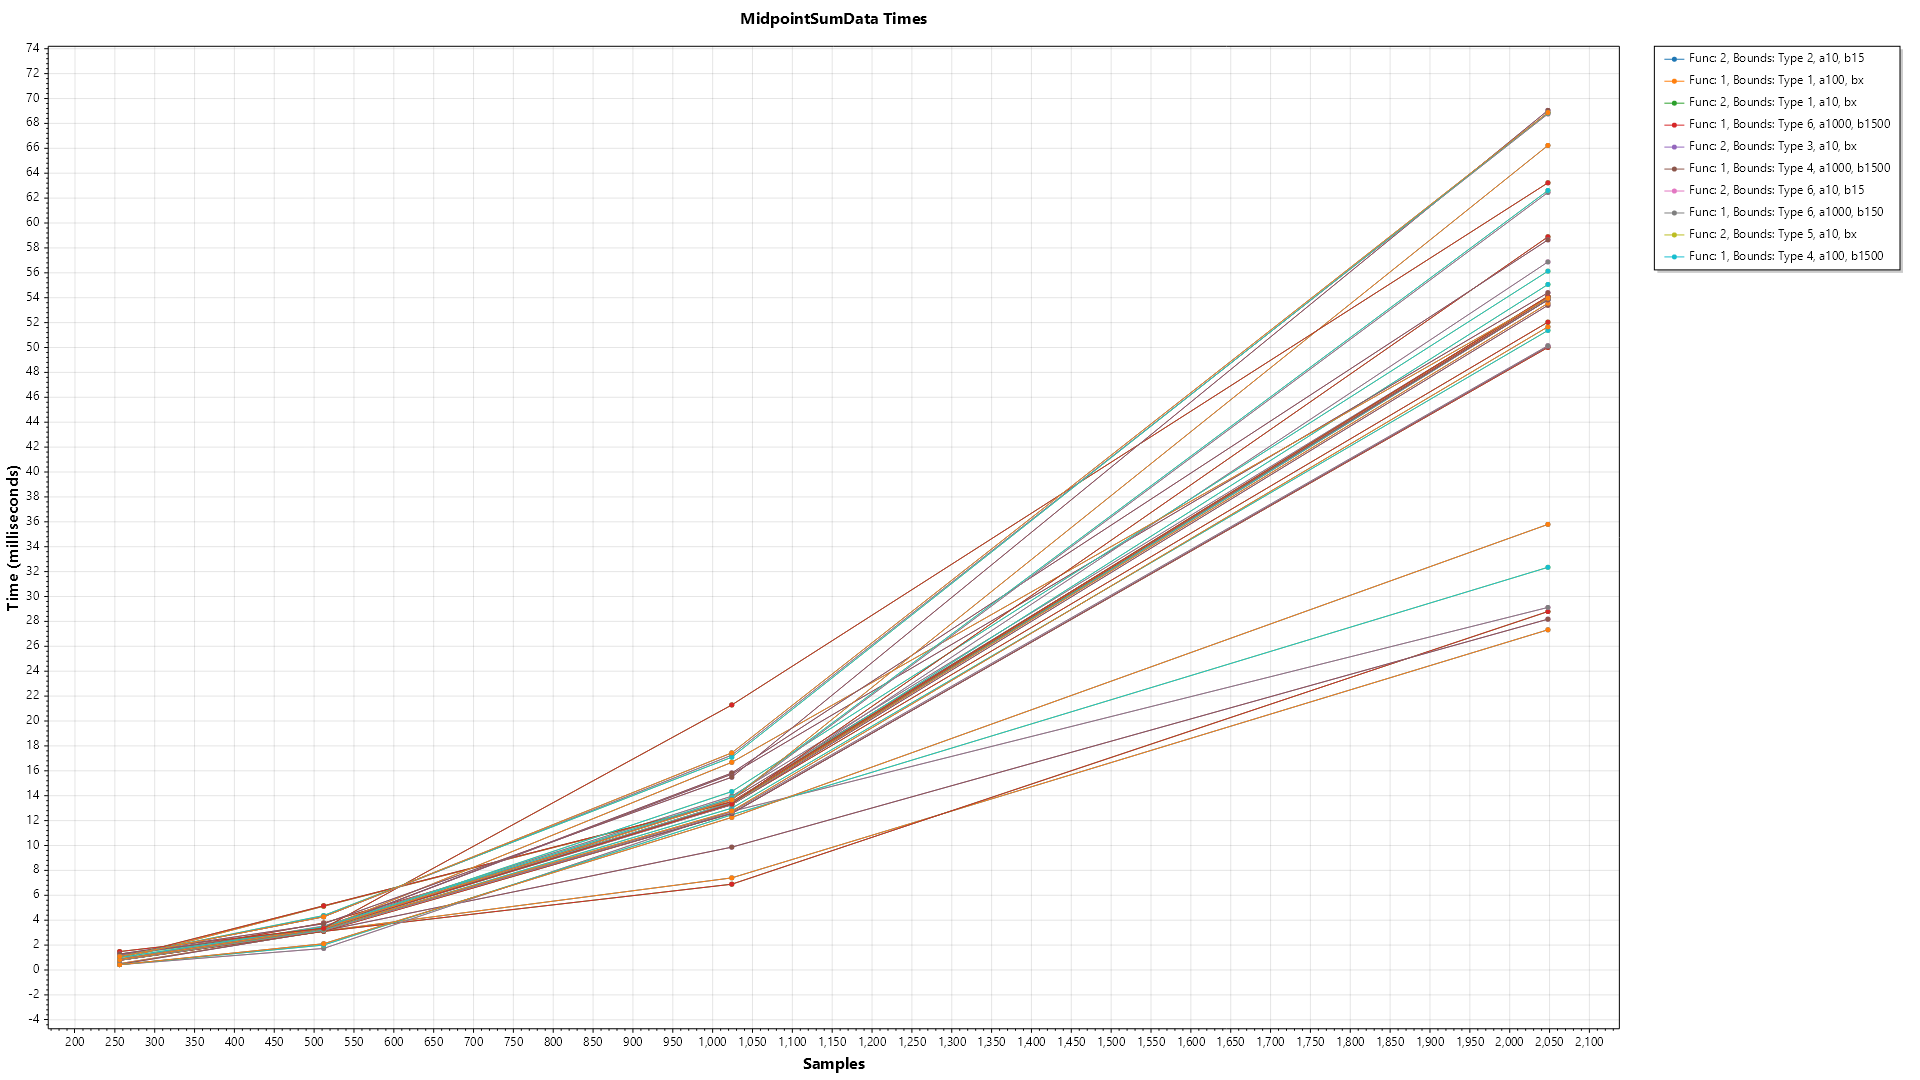 MidpointSumData Times
74
72
70
68
66
64
62
60
58
56
54
52
50
48
46
44
42
40
38
36
34
32
30
28
26
24
22
20
18
16
14
12
10
8
6
4
2
0
-2
-4
Time (milliseconds)
200 250 300 350 400 450 500 550 600 650 700 750 800 850 900 950 1,000 1,050 1,100 1,150 1,200 1,250 1,300 1,350 1,400 1,450 1,500 1,550 1,600 1,650 1,700 1,750 1,800 1,850 1,900 1,950 2,000 2,050 2,100
Samples
Func: 2, Bounds: Type 2, a10, b15
Func: 1, Bounds: Type 1, a100, bx
Func: 2, Bounds: Type 1, a10, bx
Func: 1, Bounds: Type 6, a1000, b1500
Func: 2, Bounds: Type 3, a10, bx
Func: 1, Bounds: Type 4, a1000, b1500
Func: 2, Bounds: Type 6, a10, b15
Func: 1, Bounds: Type 6, a1000, b150
Func: 2, Bounds: Type 5, a10, bx
Func: 1, Bounds: Type 4, a100, b1500